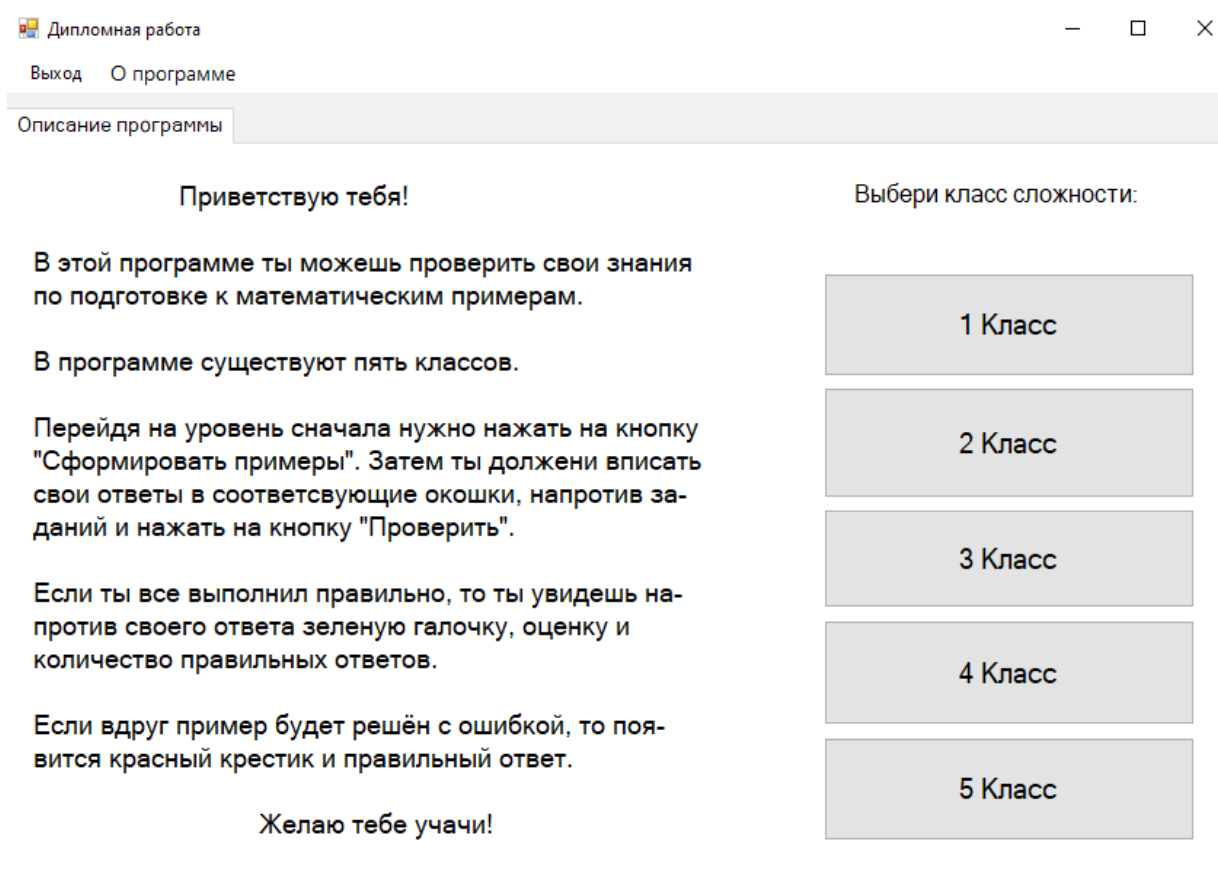 Дипломная работа
Выход О программе
Описание программы
Приветствую тебя!
В этой программе ты можешь проверить свои знания
по подготовке к математическим примерам.
В программе существуют пять классов.
Перейдя на уровень сначала нужно нажать на кнопку
"Сформировать примеры". Затем ты должени вписать
свои ответы в соответсвующие окошки, напротив за-
даний и нажать на кнопку "Проверить".
Если ты все выполнил правильно, то ты увидешь на-
против своего ответа зеленую галочку, оценку и
количество правильных ответов.
Если вдруг пример будет решён с ошибкой, то поя-
вится красный крестик и правильный ответ.
Желаю тебе учачи!
Выбери класс сложности:
1 Класс
2 Класс
3 Класс
4 Класс
5 Класс